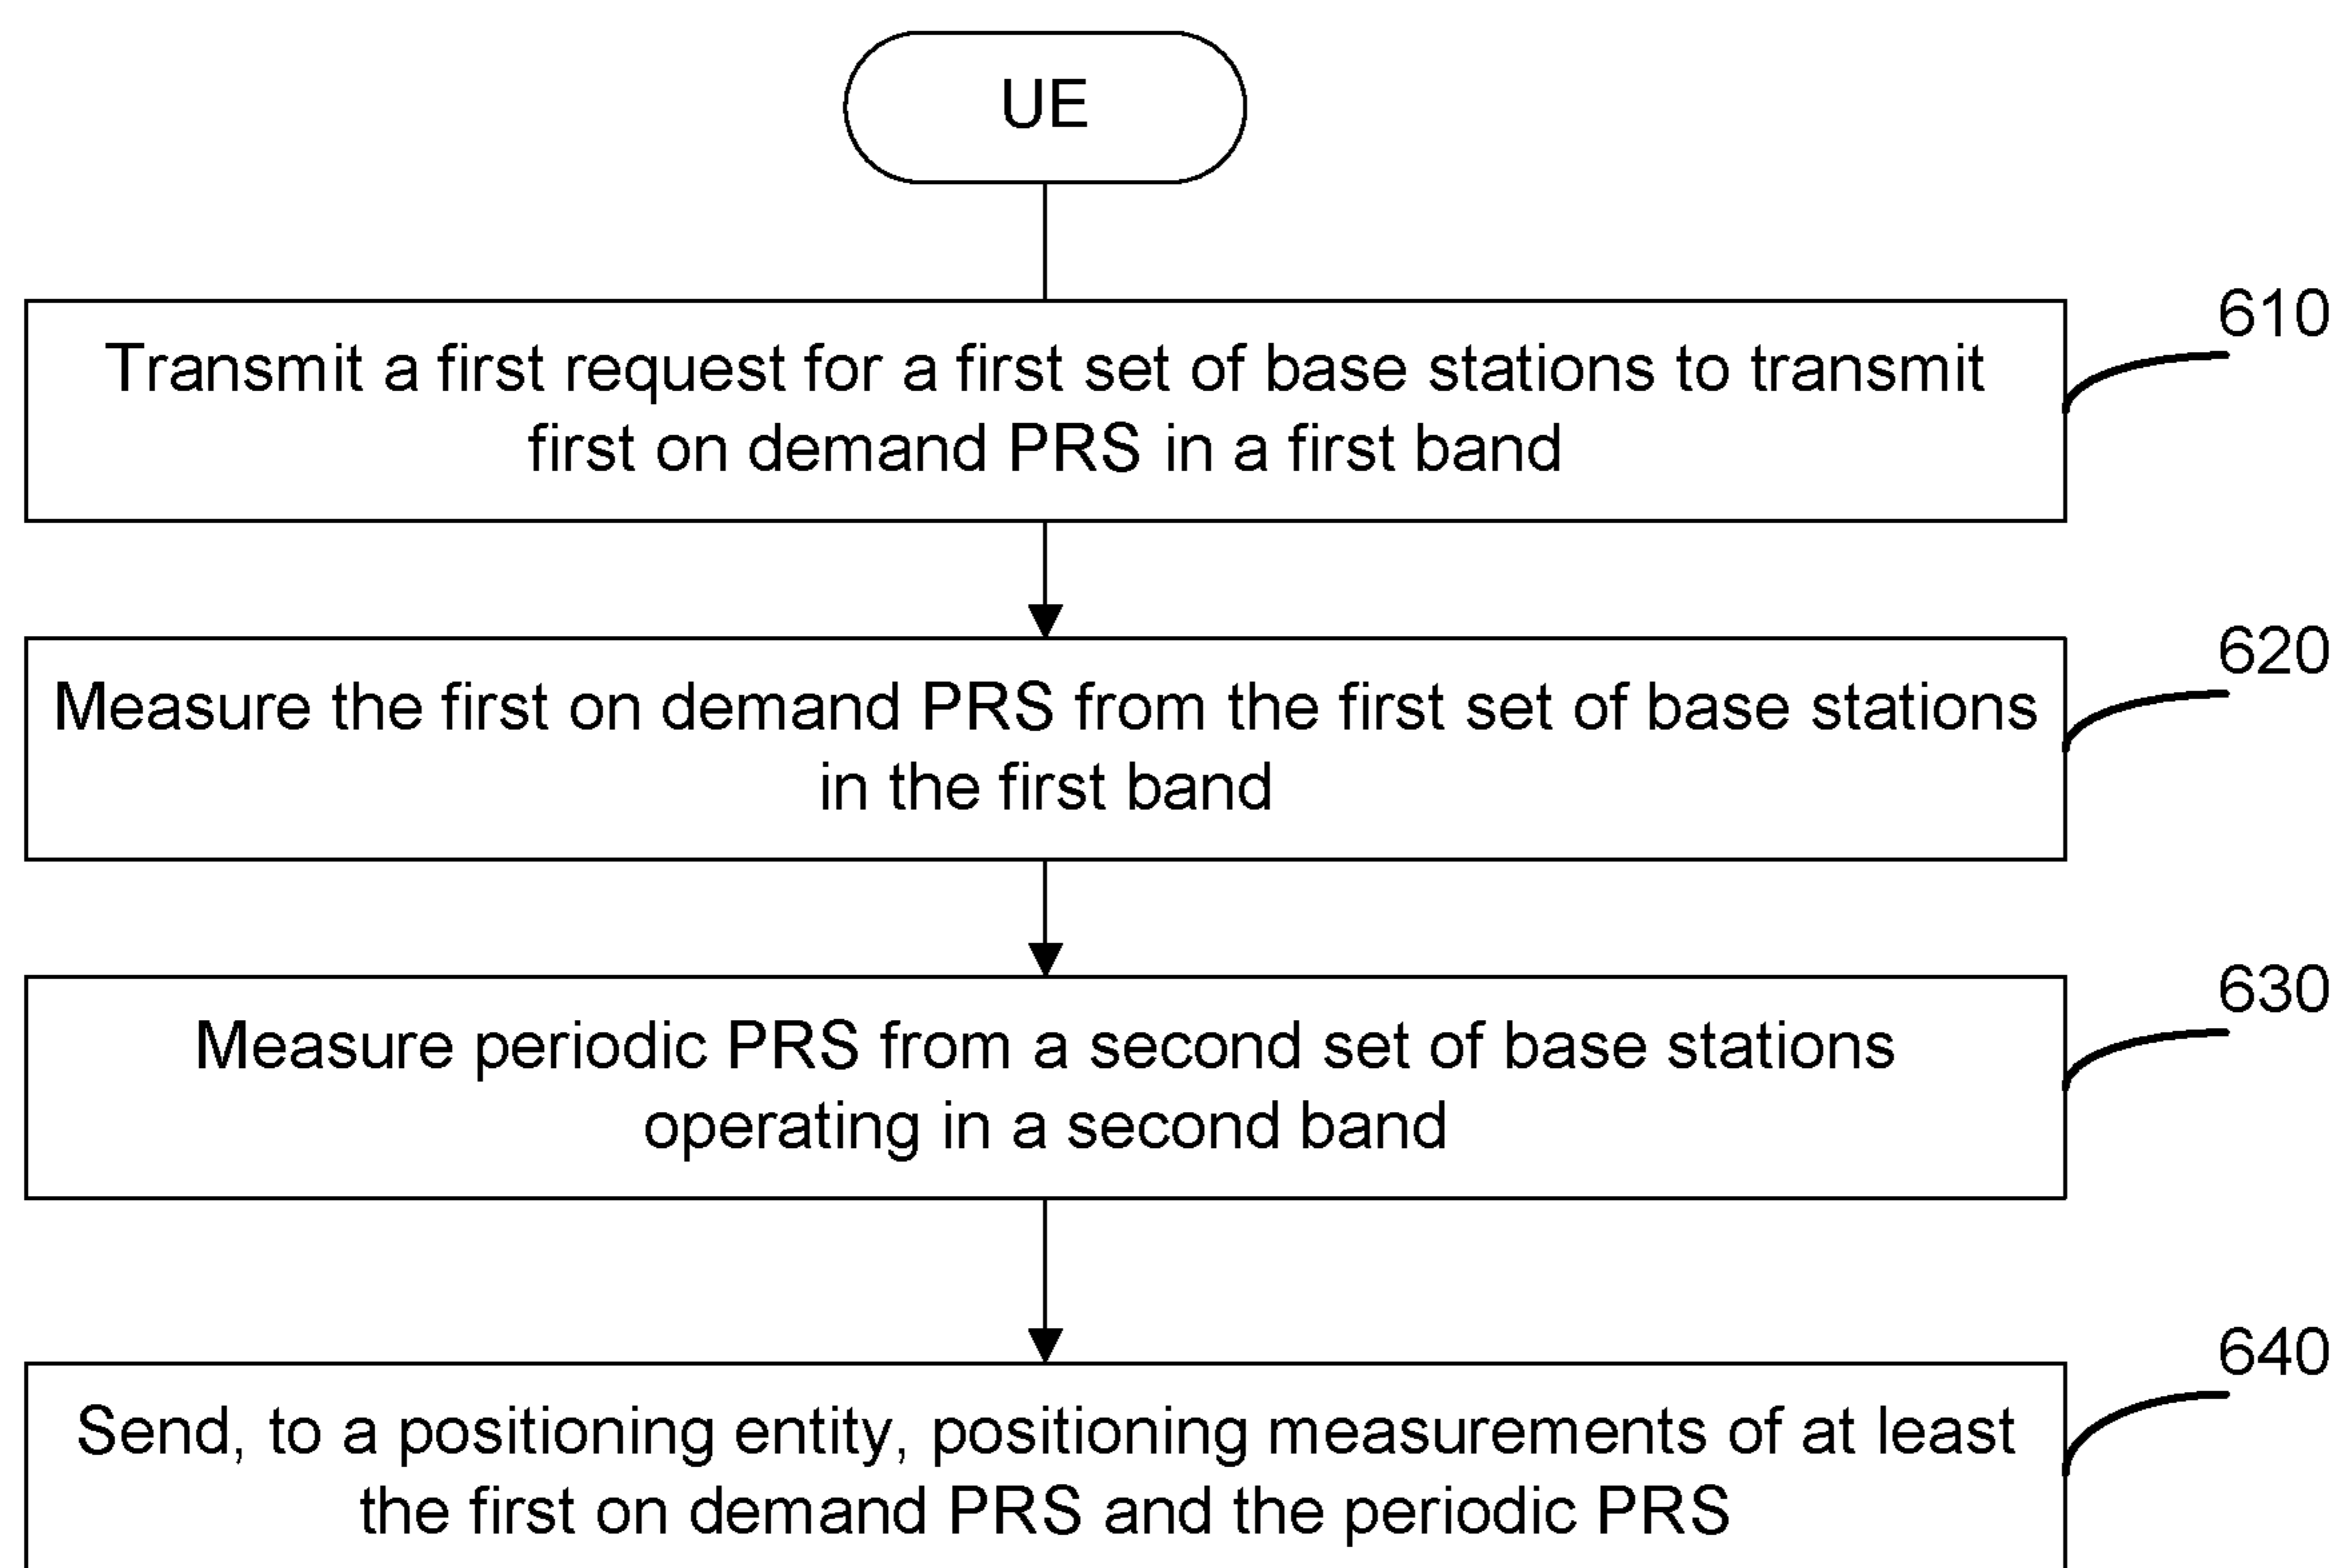 UE
610
Transmit a first request for a first set of base stations to transmit
first on demand PRS in a first band
620
Measure the first on demand PRS from the first set of base stations
in the first band
630
Measure periodic PRS from a second set of base stations
operating in a second band
640
Send, to a positioning entity, positioning measurements of at least
the first on demand PRS and the periodic PRS